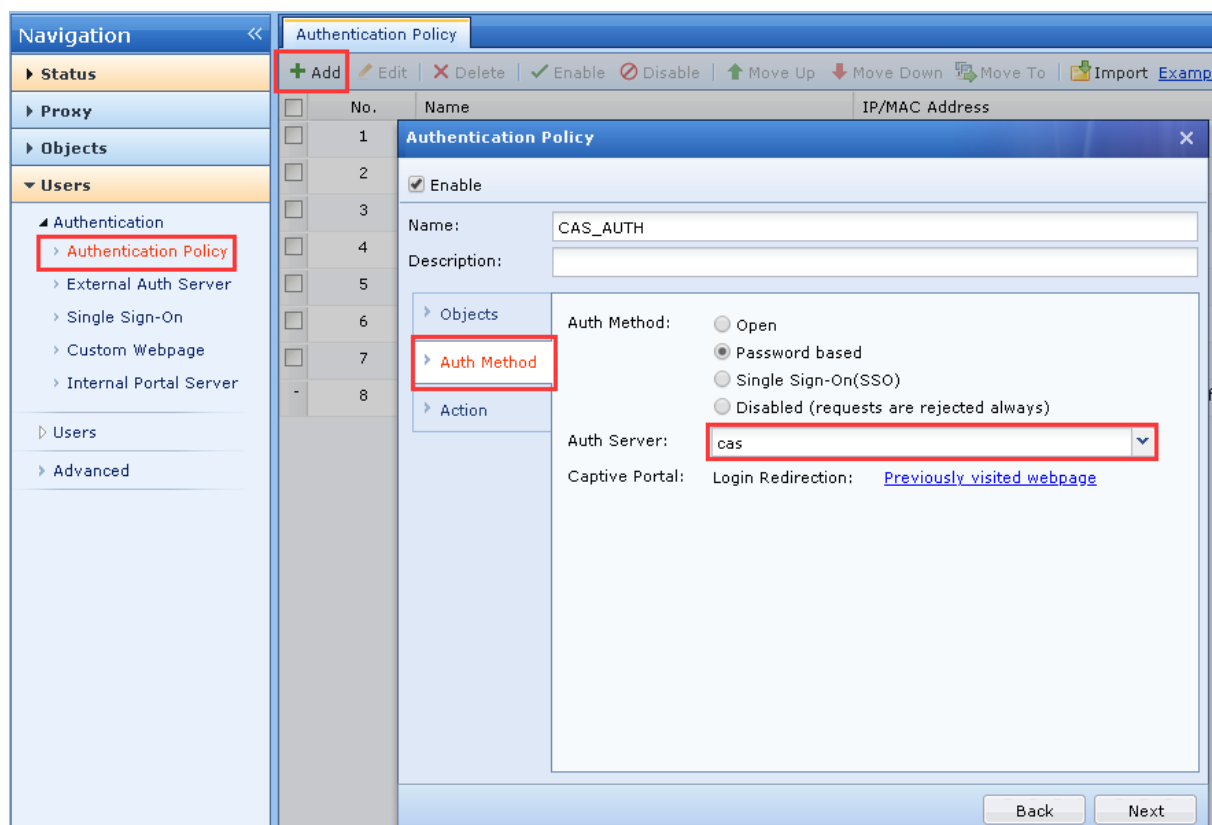 Navigation
Status
Proxy
Objects
Users
Authentication
Authentication Policy
External Auth Server
Single Sign-On
Custom Webpage
Internal Portal Server
Users
Advanced
Authentication Policy
Add Edit Delete Enable Disable Move Up Move Down Move To Import Examp
No. Name IP/MAC Address
1
2
3
4
5
6
7
- 8
Authentication Policy
Enable
Name: CAS_AUTH
Description:
Objects
Auth Method
Action
Auth Method: Open
Password based
Single Sign-On(SSO)
Disabled (requests are rejected always)
Auth Server: cas
Captive Portal: Login Redirection: Previously visited webpage
Back Next